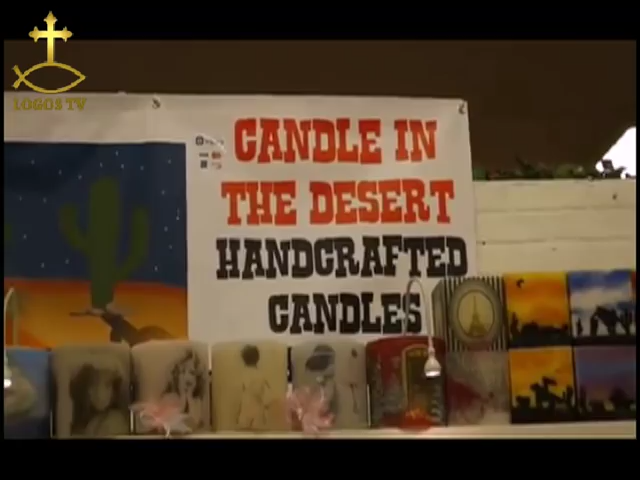 LOGOS TV
CANDLE IN
THE DESERT
HANDCRAFTED
CANDLES